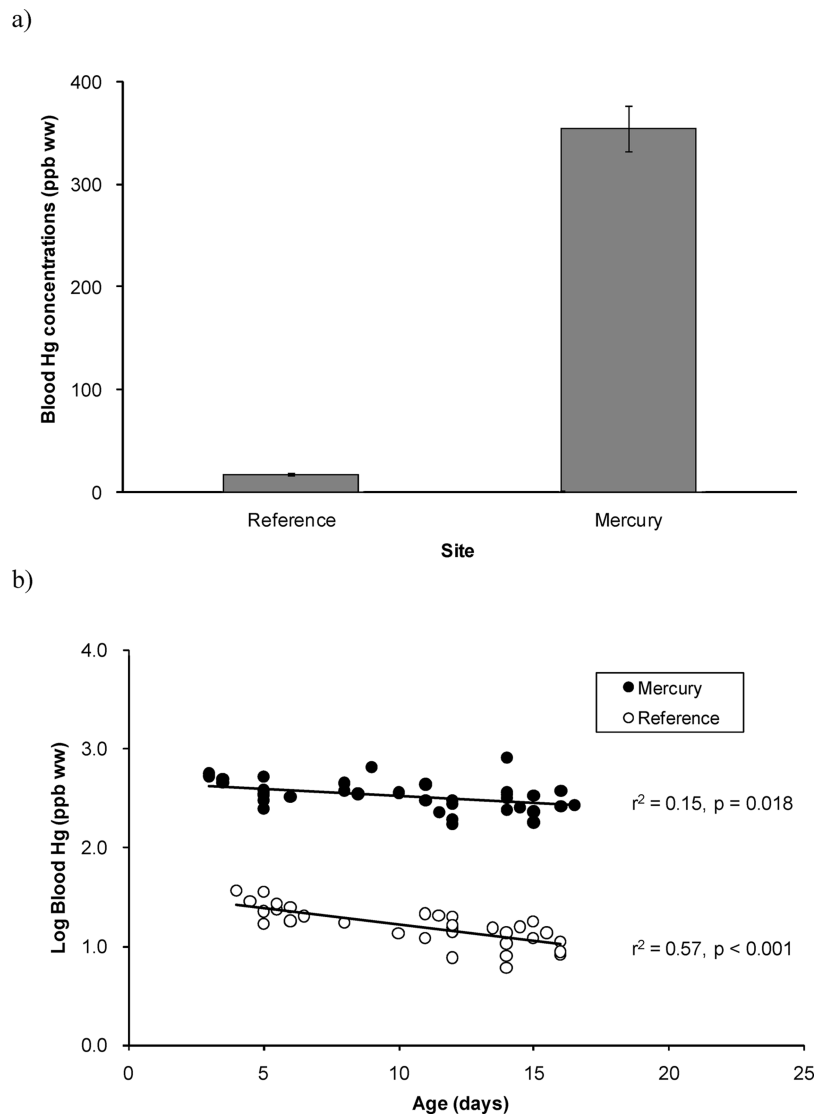 a)
Blood Hg concentrations (ppb ww)
400
300
200
100
0
Reference
Mercury
Site
b)
Log Blood Hg (ppb ww)
4.0
3.0
2.0
1.0
0.0
Mercury
Reference
r² = 0.15, p = 0.018
r² = 0.57, p < 0.001
0 5 10 15 20 25
Age (days)